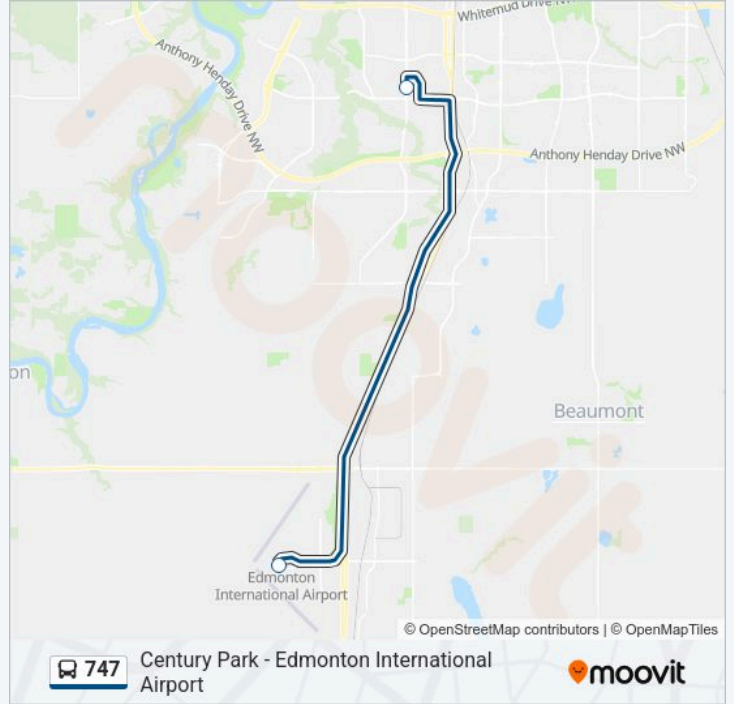 Whitemud Drive NW
Anthony Henday Drive NW
Anthony Henday Drive NW
on
Beaumont
Edmonton
International Airport
© OpenStreetMap contributors | © OpenMapTiles
747
Century Park - Edmonton International
Airport
moovit
moovit